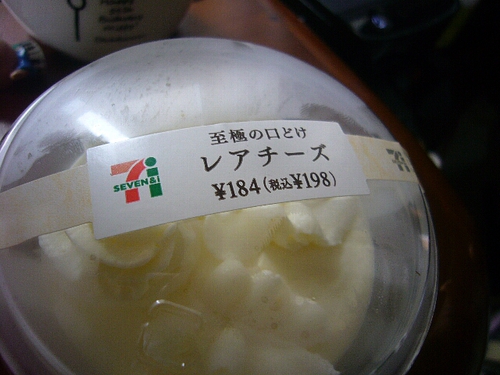 至極の口どけ
レアチーズ
¥184(税込¥198)
SEVEN&i